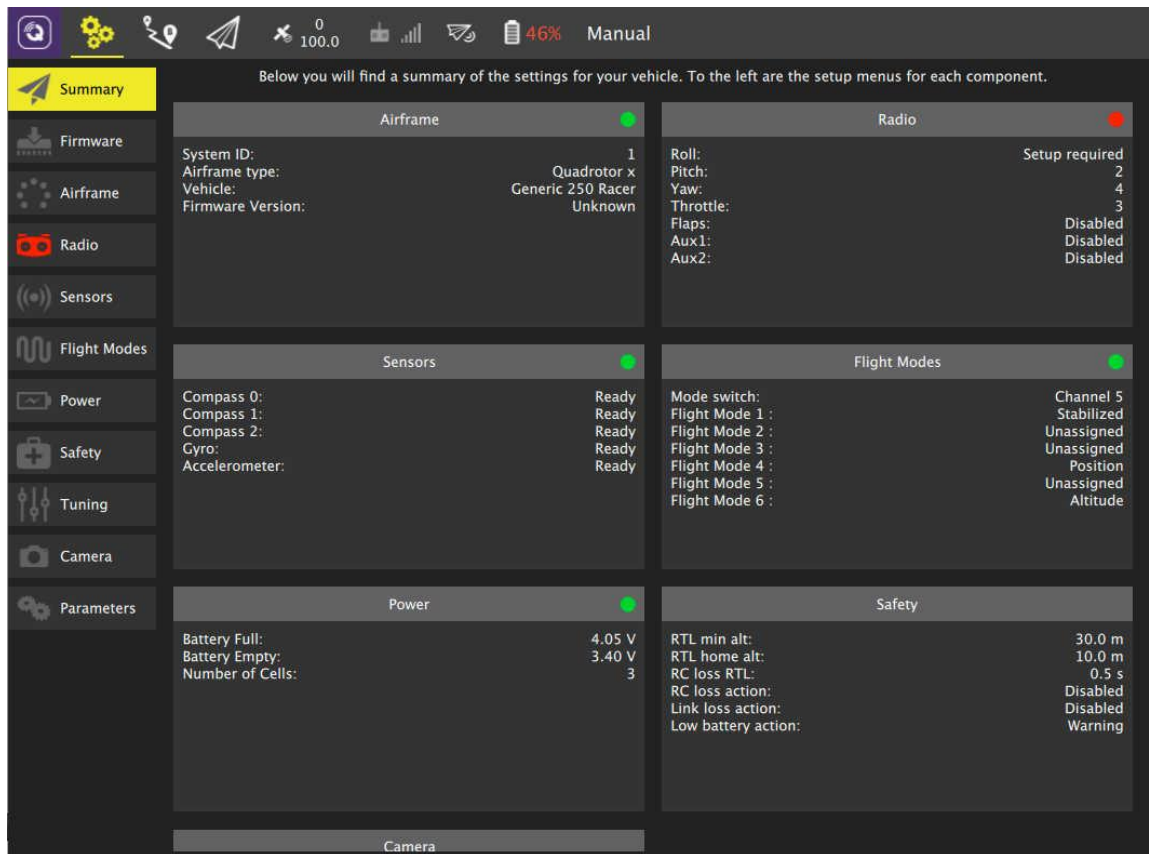 0
100.0
46%
Manual
Below you will find a summary of the settings for your vehicle. To the left are the setup menus for each component.
Summary
Firmware
Airframe
Radio
Sensors
Flight Modes
Power
Safety
Tuning
Camera
Parameters
Airframe
System ID: 1
Airframe type: Quadrotor x
Vehicle: Generic 250 Racer
Firmware Version: Unknown
Radio
Roll: Setup required
Pitch: 2
Yaw: 4
Throttle: 3
Flaps: Disabled
Aux1: Disabled
Aux2: Disabled
Sensors
Compass 0: Ready
Compass 1: Ready
Compass 2: Ready
Gyro: Ready
Accelerometer: Ready
Flight Modes
Mode switch: Channel 5
Flight Mode 1 : Stabilized
Flight Mode 2 : Unassigned
Flight Mode 3 : Unassigned
Flight Mode 4 : Position
Flight Mode 5 : Unassigned
Flight Mode 6 : Altitude
Power
Battery Full: 4.05 V
Battery Empty: 3.40 V
Number of Cells: 3
Safety
RTL min alt: 30.0 m
RTL home alt: 10.0 m
RC loss RTL: 0.5 s
RC loss action: Disabled
Link loss action: Disabled
Low battery action: Warning
Camera